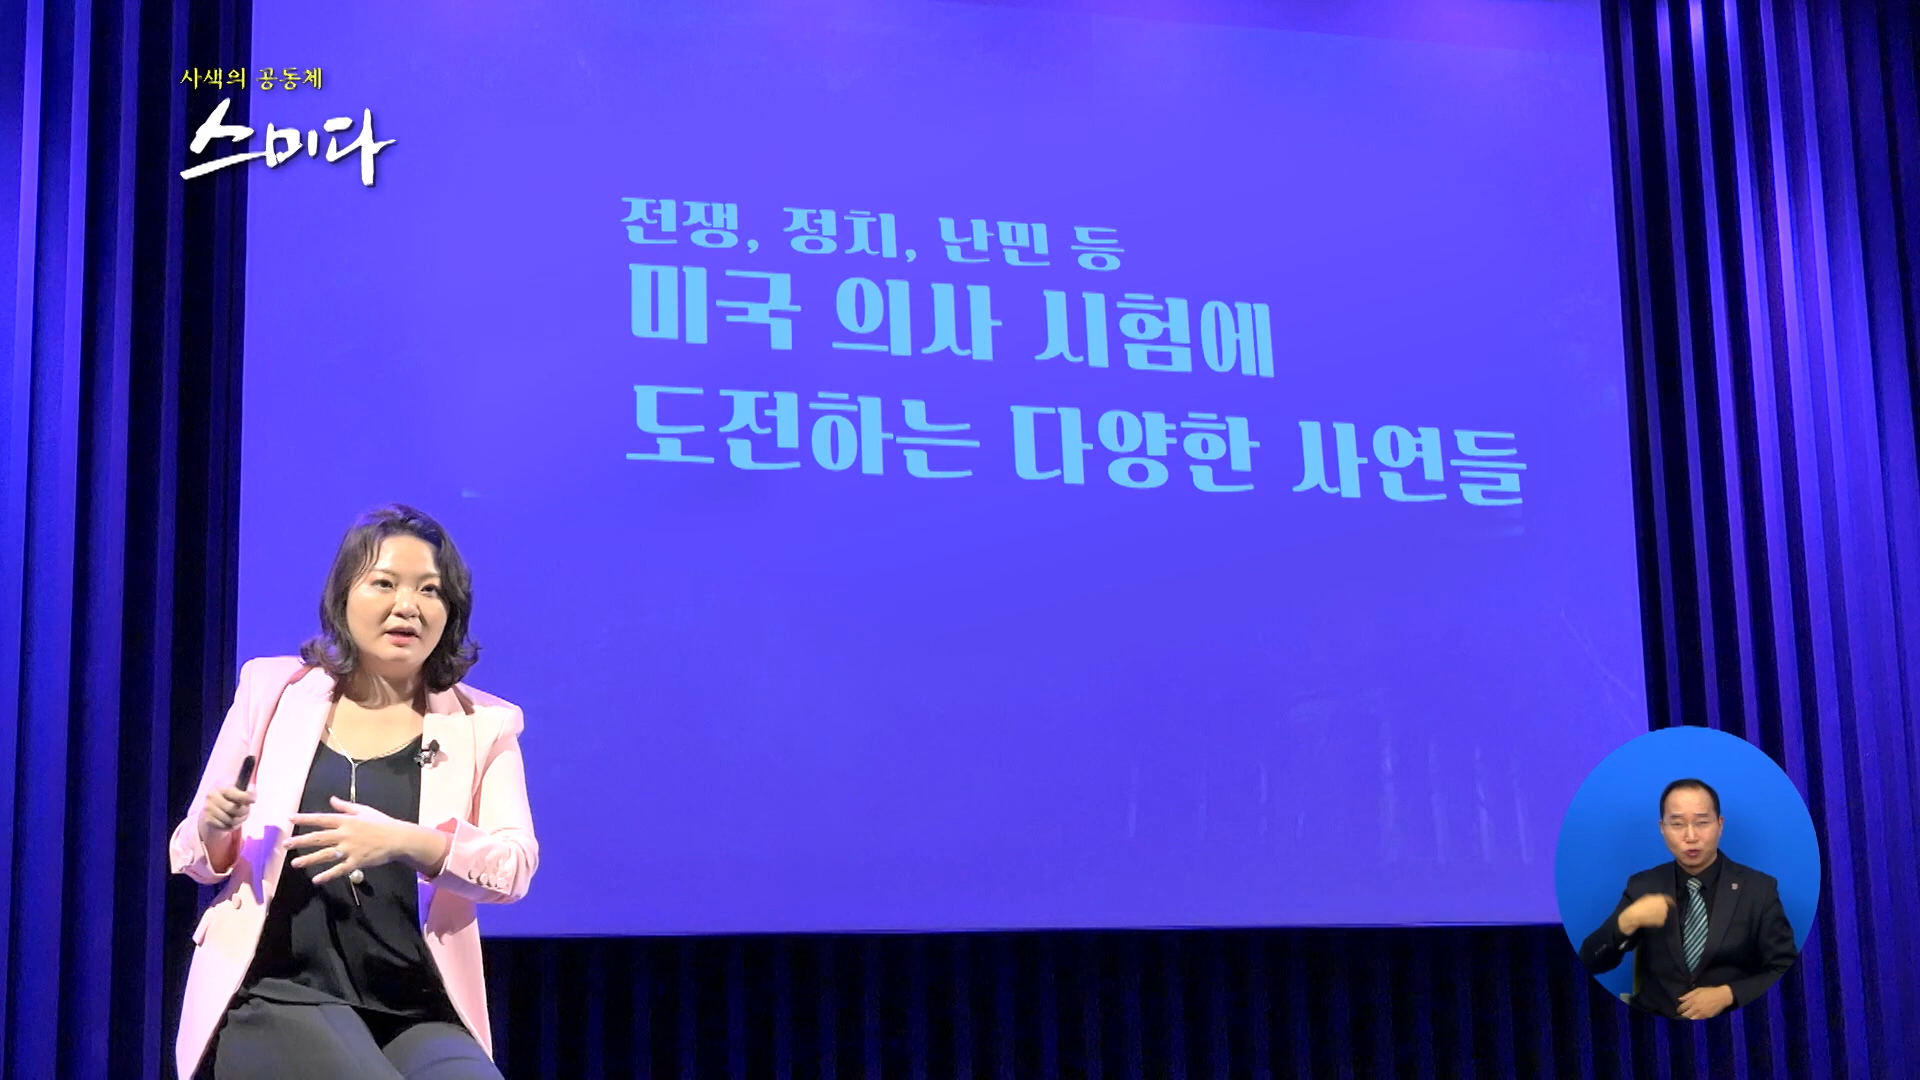 사색의 공동체
스미다
전쟁, 정치, 난민 등
미국 의사 시험에
도전하는 다양한 사연들